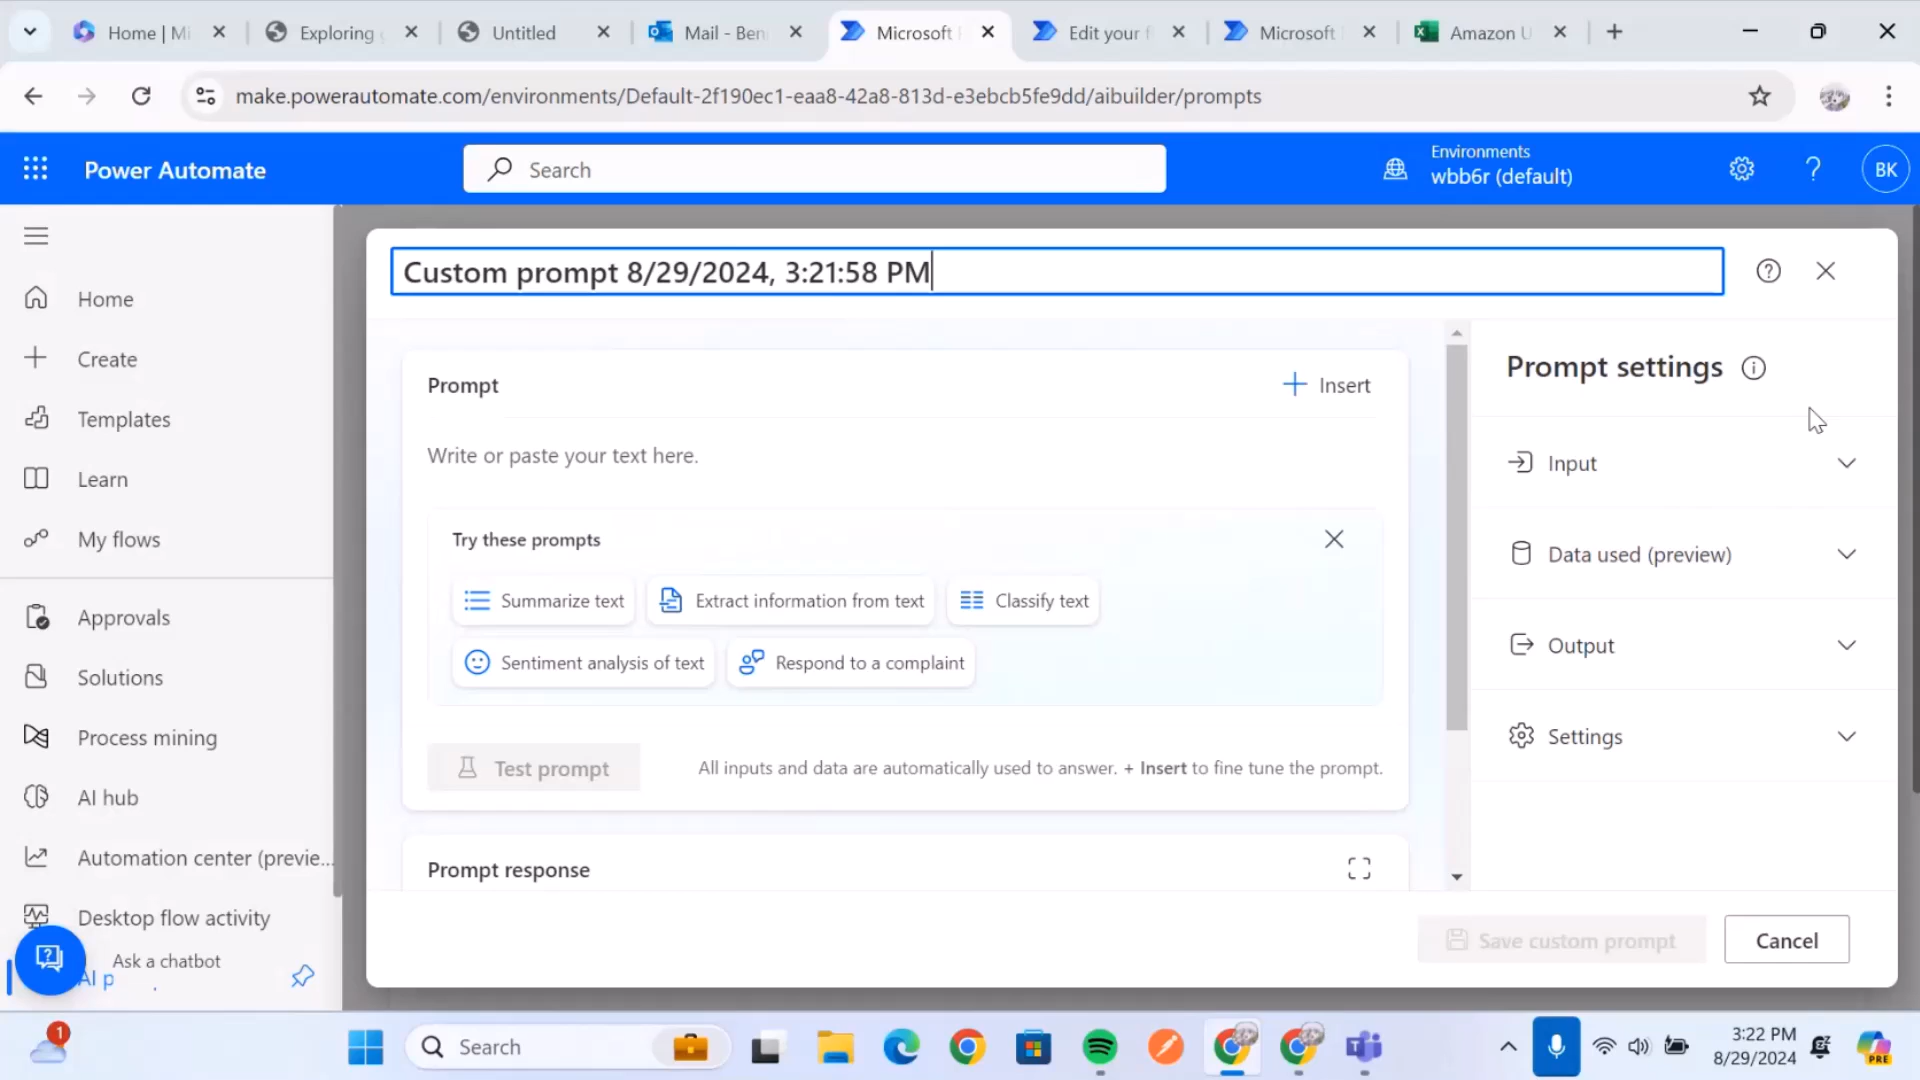 Home | Mi
Exploring g
Untitled
Mail - Ben
Microsoft P
Edit your f
Microsoft
Amazon U
make.powerautomate.com/environments/Default-2f190ec1-eaa8-42a8-813d-e3ebcb5fe9dd/aibuilder/prompts
Power Automate
Search
Environments
wbb6r (default)
?
BK
Custom prompt 8/29/2024, 3:21:58 PM
Home
Create
Templates
Learn
My flows
Approvals
Solutions
Process mining
AI hub
Automation center (previe...
Desktop flow activity
Ask a chatbot
AI p
Prompt
Insert
Write or paste your text here.
Try these prompts
Summarize text
Extract information from text
Classify text
Sentiment analysis of text
Respond to a complaint
Test prompt
All inputs and data are automatically used to answer. + Insert to fine tune the prompt.
Prompt response
Prompt settings
Input
Data used (preview)
Output
Settings
Save custom prompt
Cancel
1
Search
3:22 PM
8/29/2024
PRE